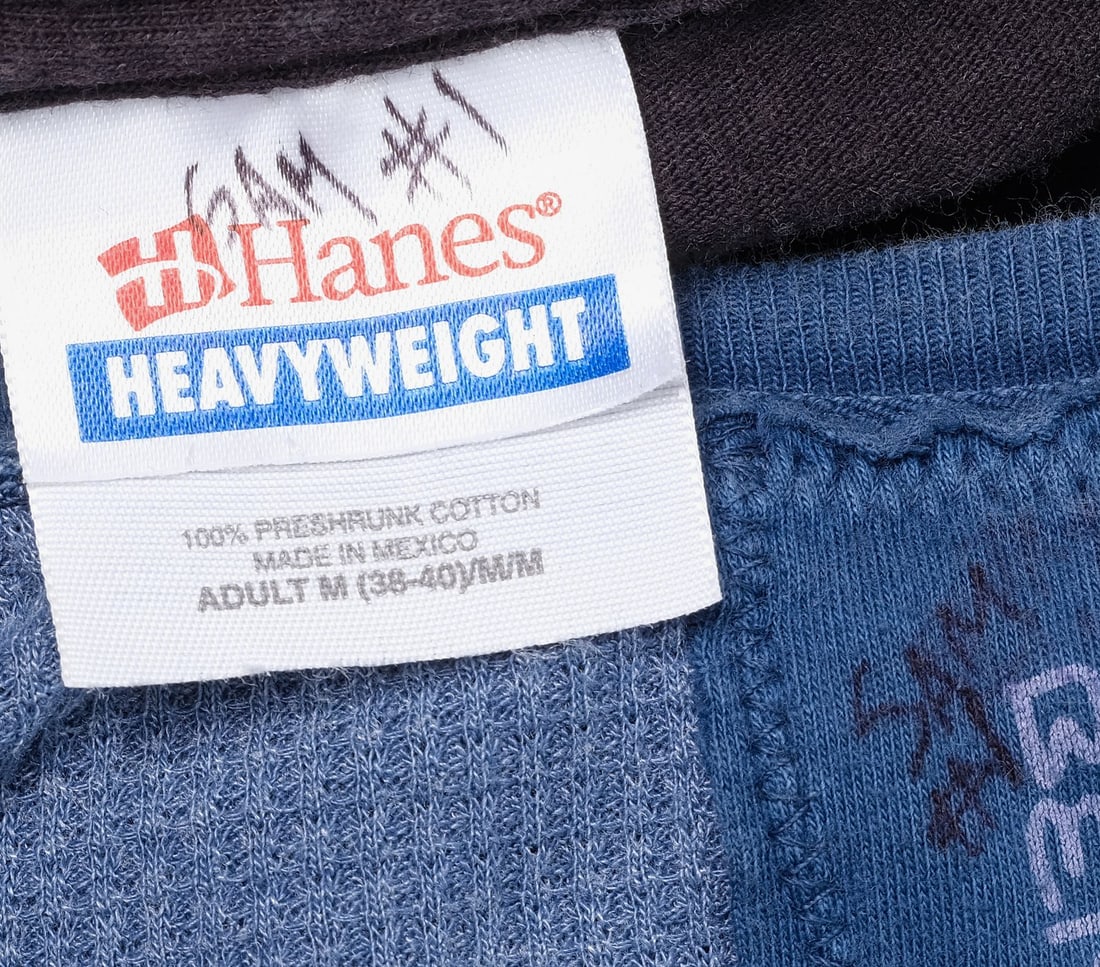 SAM #1
Hanes®
HEAVYWEIGHT
100% PRESHRUNK COTTON
MADE IN MEXICO
ADULT M (38-40)/M/M
SAM